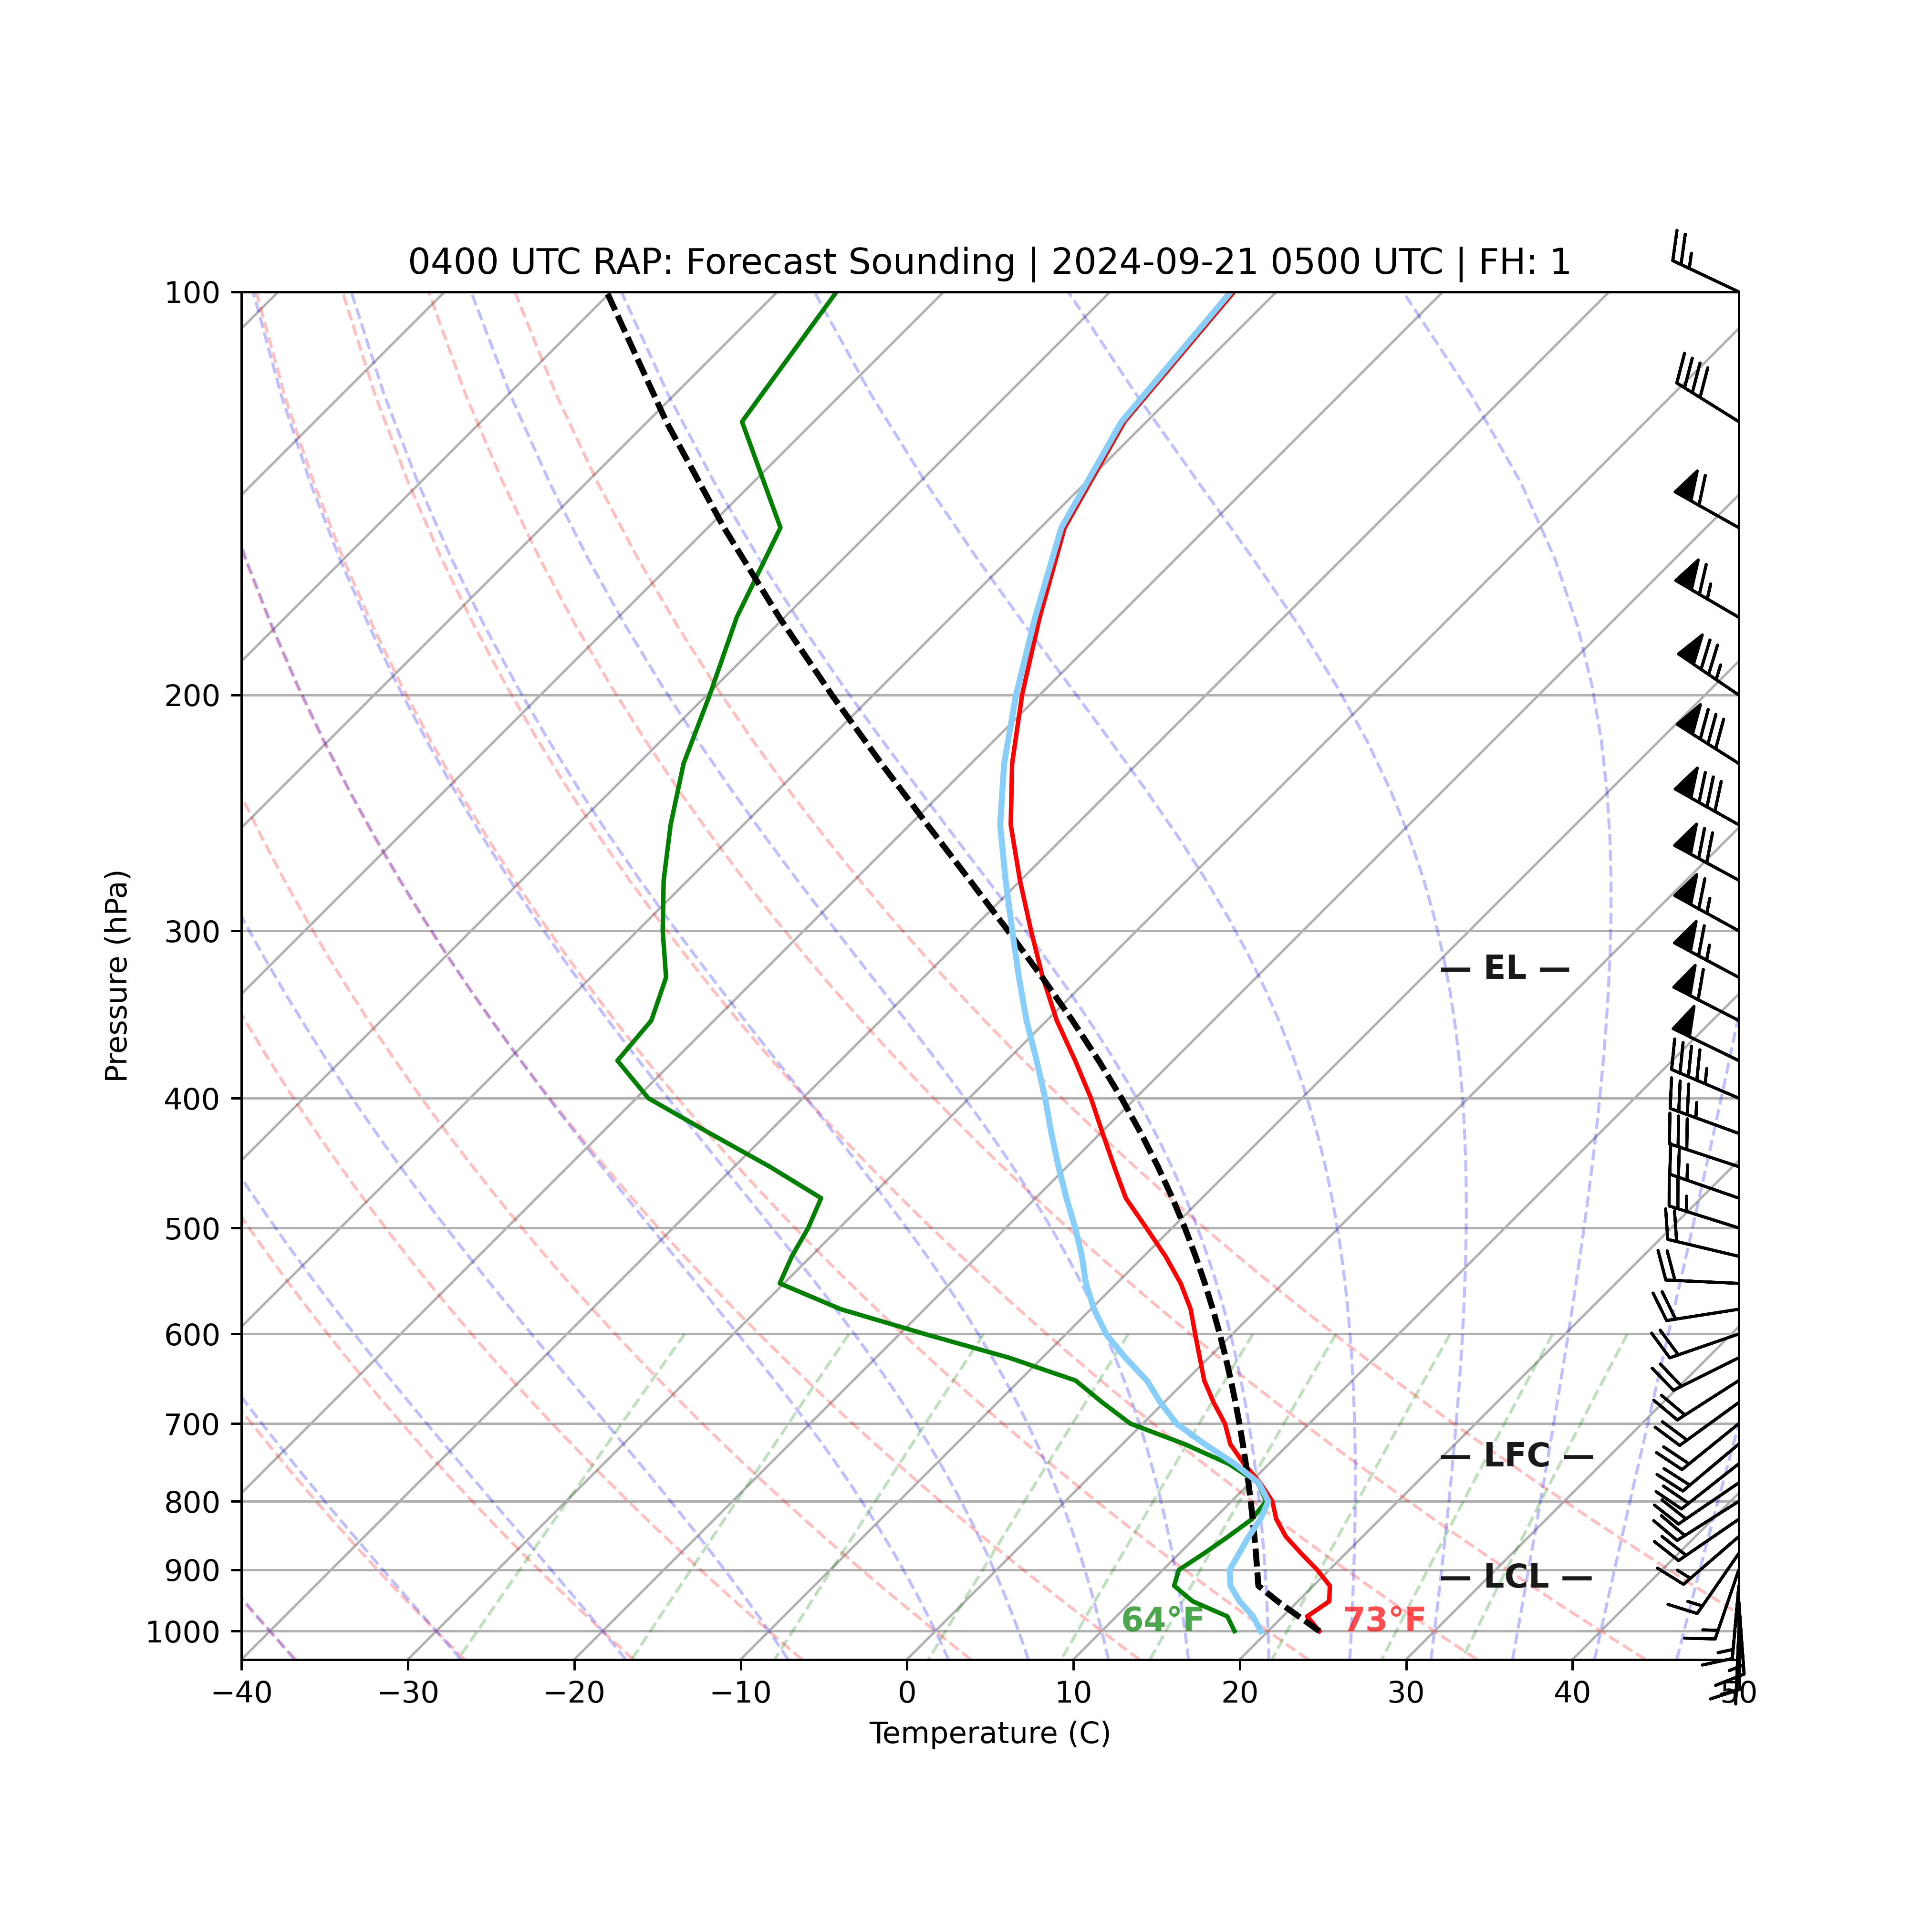 0400 UTC RAP: Forecast Sounding | 2024-09-21 0500 UTC | FH: 1
100
200
300
— EL —
400
500
600
700
— LFC —
800
900
— LCL —
1000
64°F
73°F
−40 −30 −20 −10 0 10 20 30 40 50
Temperature (C)
Pressure (hPa)